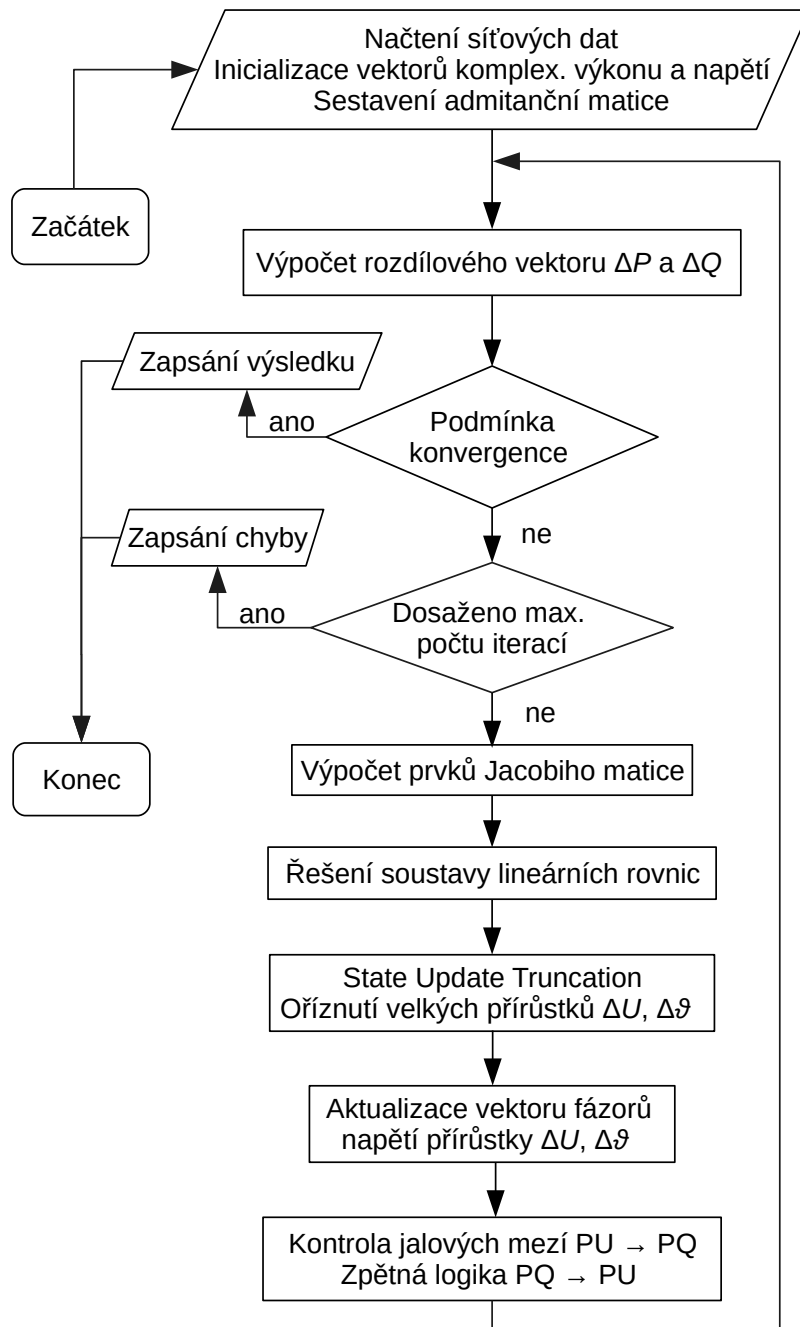 Načtení síťových dat
Inicializace vektorů komplex. výkonu a napětí
Sestavení admitanční matice
Začátek
Výpočet rozdílového vektoru ΔP a ΔQ
Zapsání výsledku
ano
Podmínka
konvergence
ne
Zapsání chyby
ano
Dosaženo max.
počtu iterací
ne
Konec
Výpočet prvků Jacobiho matice
Řešení soustavy lineárních rovnic
State Update Truncation
Oříznutí velkých přírůstků ΔU, Δϑ
Aktualizace vektoru fázorů
napětí přírůstky ΔU, Δϑ
Kontrola jalových mezí PU → PQ
Zpětná logika PQ → PU